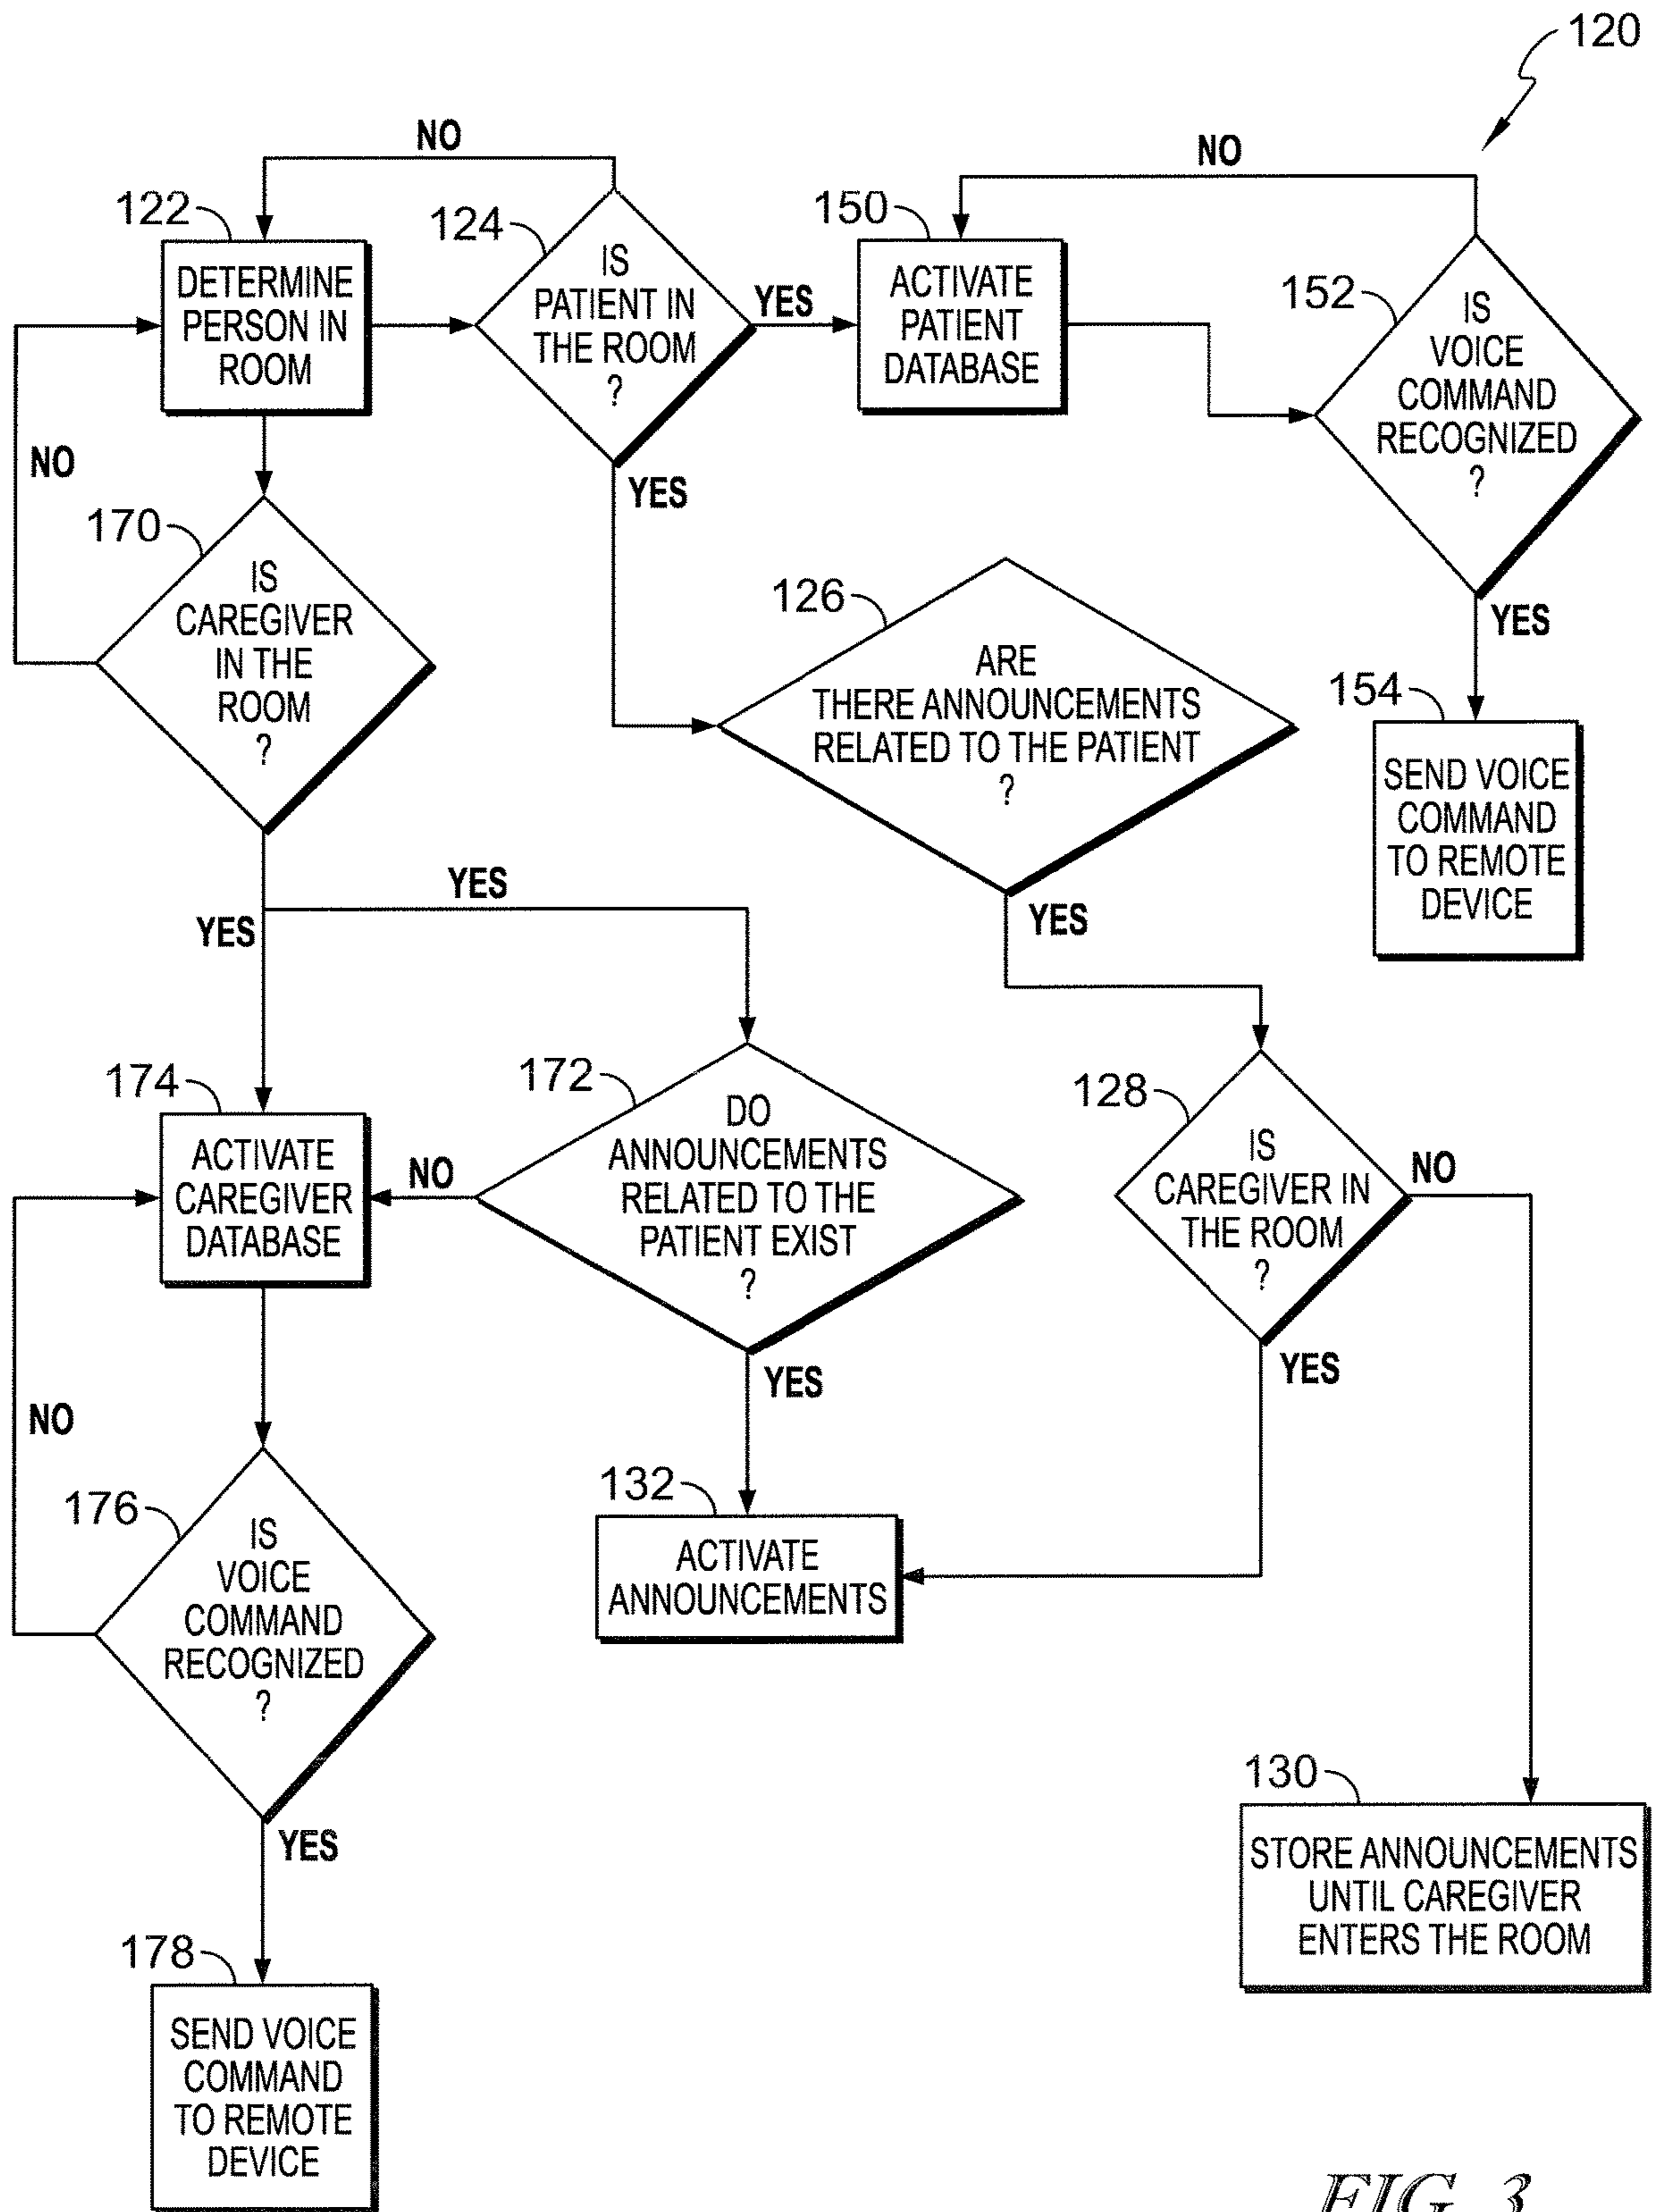 120
NO
NO
122
124
150
152
DETERMINE
PERSON IN
ROOM
IS
PATIENT IN
THE ROOM
?
YES
ACTIVATE
PATIENT
DATABASE
IS
VOICE
COMMAND
RECOGNIZED
?
NO
YES
170
IS
CAREGIVER
IN THE
ROOM
?
126
ARE
THERE ANNOUNCEMENTS
RELATED TO THE PATIENT
?
YES
154
SEND VOICE
COMMAND
TO REMOTE
DEVICE
YES
YES
YES
174
ACTIVATE
CAREGIVER
DATABASE
NO
172
DO
ANNOUNCEMENTS
RELATED TO THE
PATIENT EXIST
?
128
IS
CAREGIVER IN
THE ROOM
?
NO
YES
YES
NO
176
IS
VOICE
COMMAND
RECOGNIZED
?
132
ACTIVATE
ANNOUNCEMENTS
130
STORE ANNOUNCEMENTS
UNTIL CAREGIVER
ENTERS THE ROOM
YES
178
SEND VOICE
COMMAND
TO REMOTE
DEVICE
FIG. 3